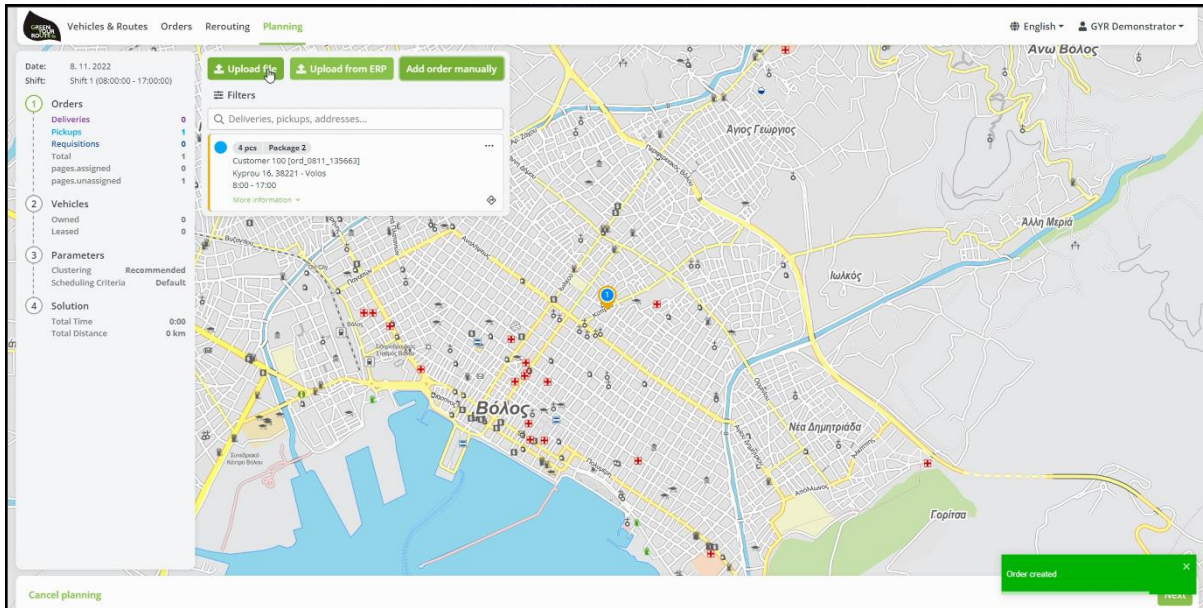 GREEN
YOUR
ROUTE
Vehicles & Routes
Orders
Rerouting
Planning
English
GYR Demonstrator
Date: 8. 11. 2022
Shift: Shift 1 (08:00:00 - 17:00:00)
1 Orders
Deliveries 0
Pickups 1
Requisitions 0
Total 1
pages.assigned 0
pages.unassigned 1
2 Vehicles
Owned 0
Leased 0
3 Parameters
Clustering Recommended
Scheduling Criteria Default
4 Solution
Total Time 0:00
Total Distance 0 km
Upload file
Upload from ERP
Add order manually
Filters
Deliveries, pickups, addresses...
4 pcs Package 2
Customer 100 [ord_0811_135663]
Kyprou 16, 38221 - Volos
8:00 - 17:00
More information
Άνω Βόλος
Άγιος Γεώργιος
Άλλη Μεριά
Ιωλκός
1
Βόλος
Νέα Δημητριάδα
Γορίτσα
Συνεδριακό
Κέντρο Βόλου
Order created
Cancel planning
Next